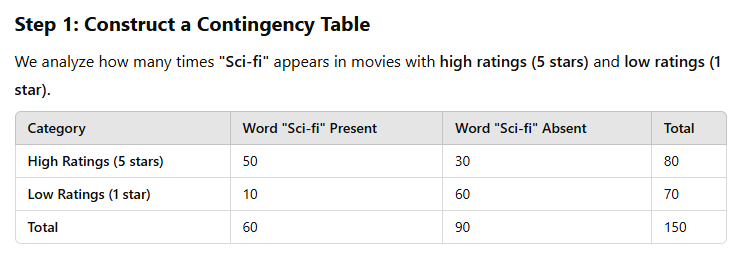 Step 1: Construct a Contingency Table
We analyze how many times "Sci-fi" appears in movies with high ratings (5 stars) and low ratings (1
star).
Category Word "Sci-fi" Present Word "Sci-fi" Absent Total
High Ratings (5 stars) 50 30 80
Low Ratings (1 star) 10 60 70
Total 60 90 150